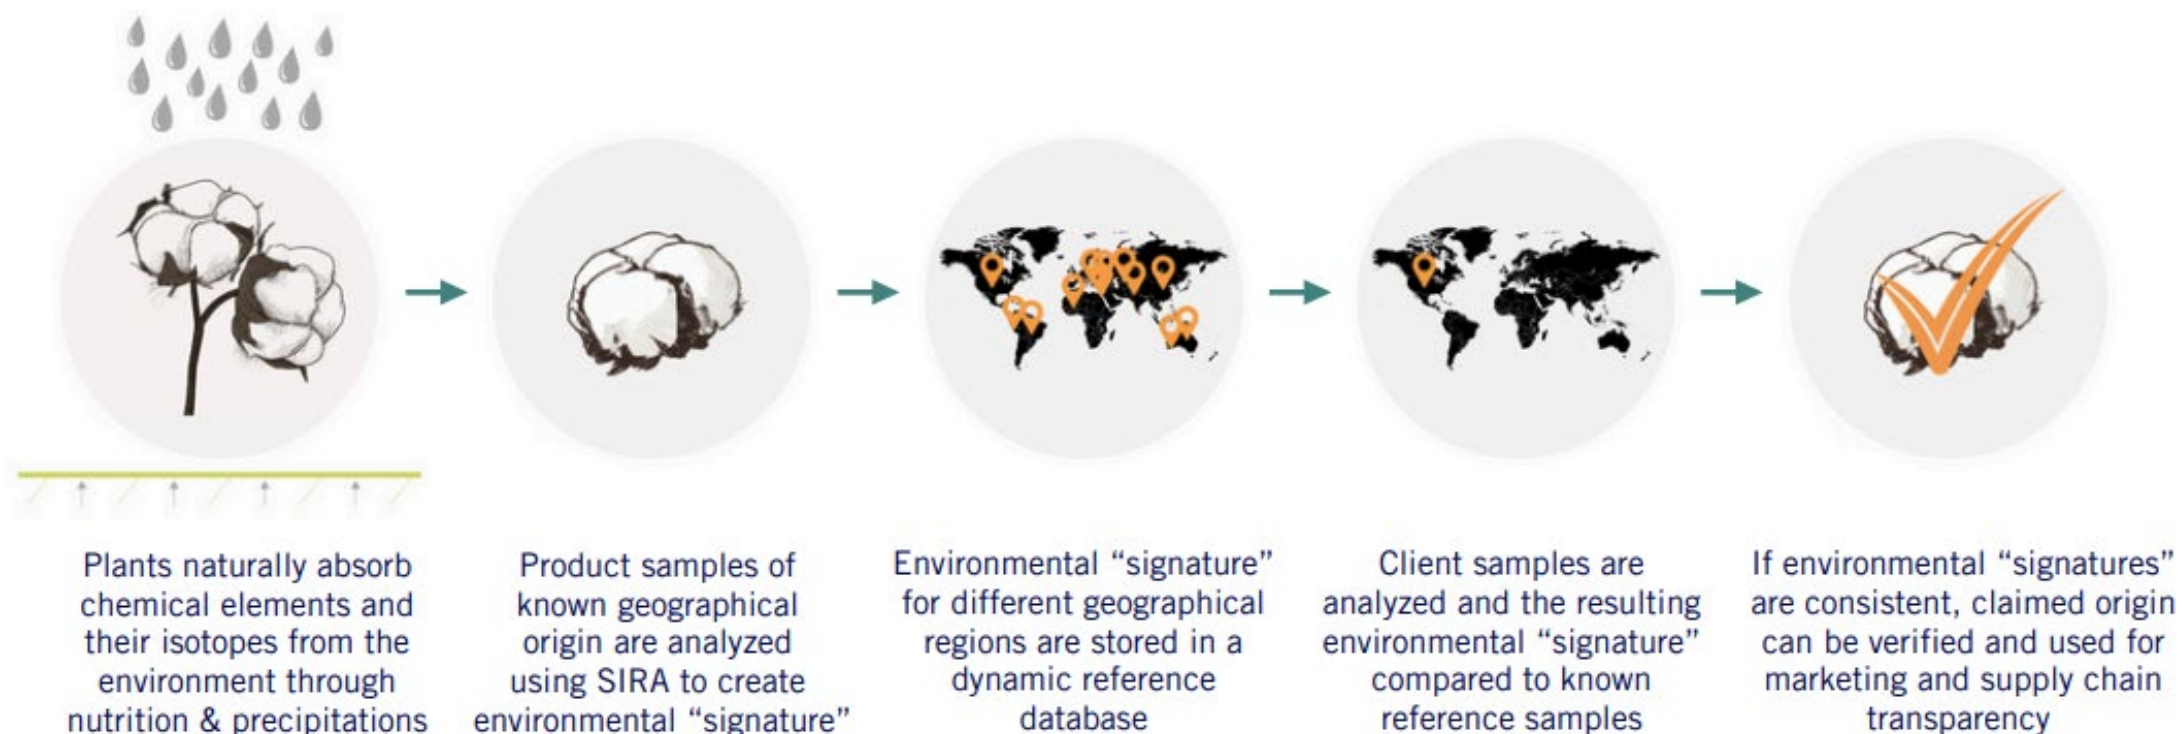 Plants naturally absorb
chemical elements and
their isotopes from the
environment through
nutrition & precipitations
Product samples of
known geographical
origin are analyzed
using SIRA to create
environmental “signature”
Environmental “signature”
for different geographical
regions are stored in a
dynamic reference
database
Client samples are
analyzed and the resulting
environmental “signature”
compared to known
reference samples
If environmental “signatures”
are consistent, claimed origin
can be verified and used for
marketing and supply chain
transparency